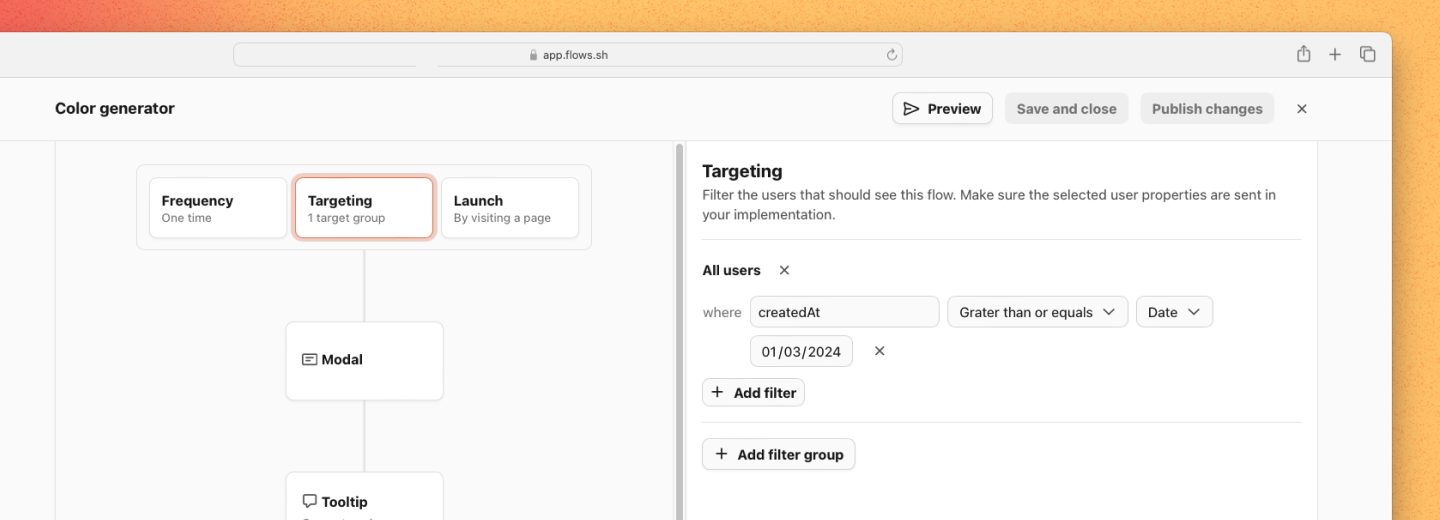 app.flows.sh
Color generator
Preview
Save and close
Publish changes
Frequency
One time
Targeting
1 target group
Launch
By visiting a page
Modal
Tooltip
Targeting
Filter the users that should see this flow. Make sure the selected user properties are sent in
your implementation.
All users
where createdAt Grater than or equals Date
01/03/2024
Add filter
Add filter group